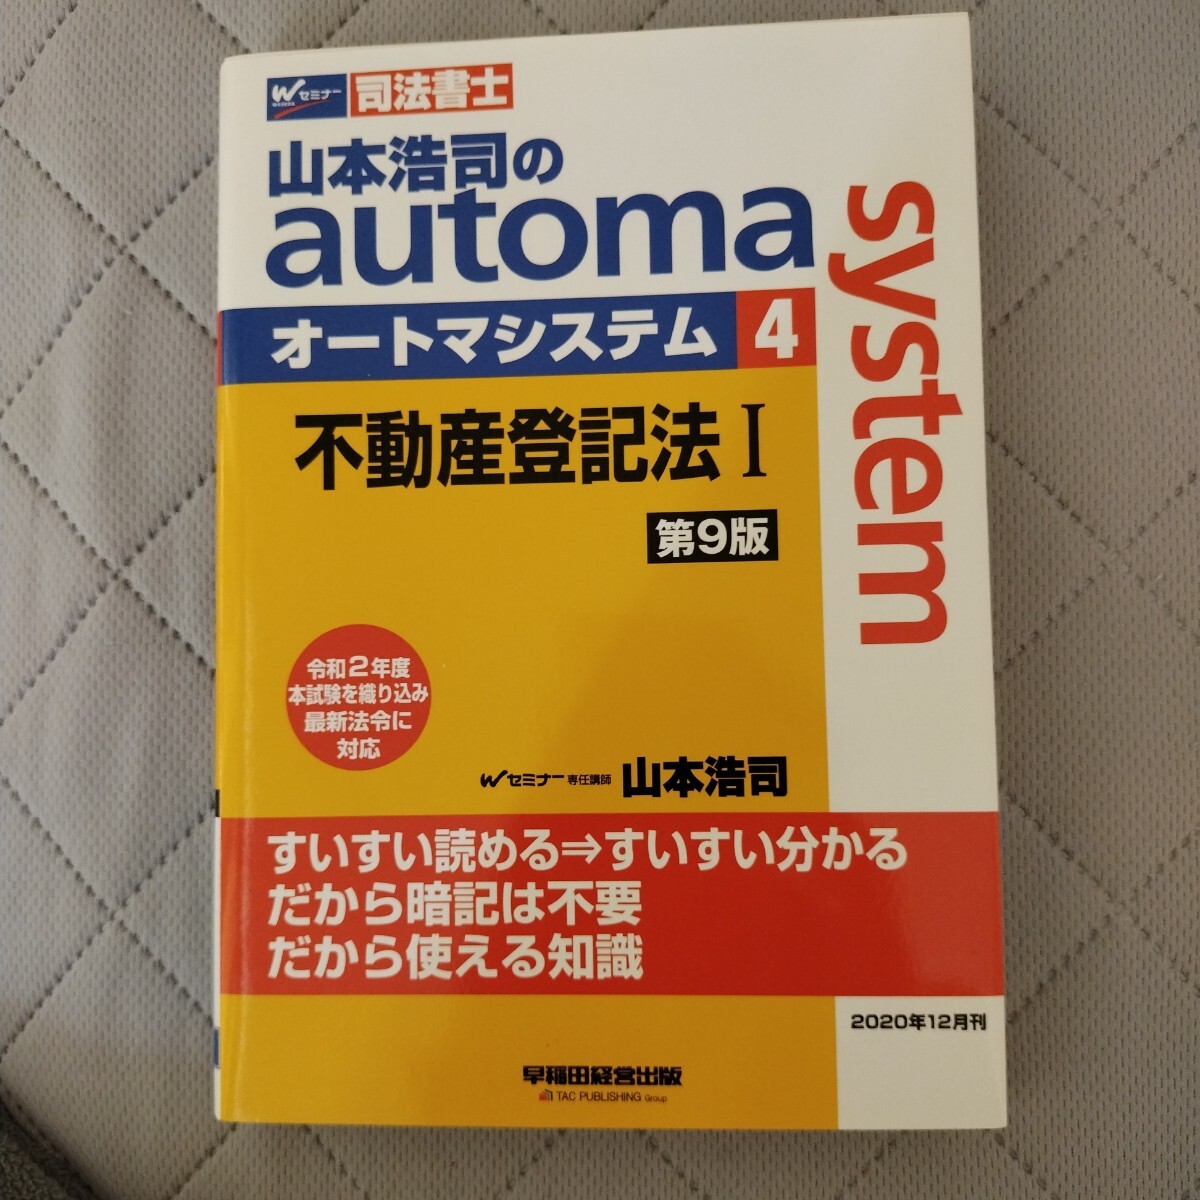 Wセミナー 司法書士
WASEDA
山本浩司の
automa
system
オートマシステム 4
不動産登記法 I
第9版
令和2年度
本試験を織り込み
最新法令に
対応
Wセミナー 専任講師 山本浩司
すいすい読める⇒すいすい分かる
だから暗記は不要
だから使える知識
2020年12月刊
早稲田経営出版
TAC PUBLISHING Group